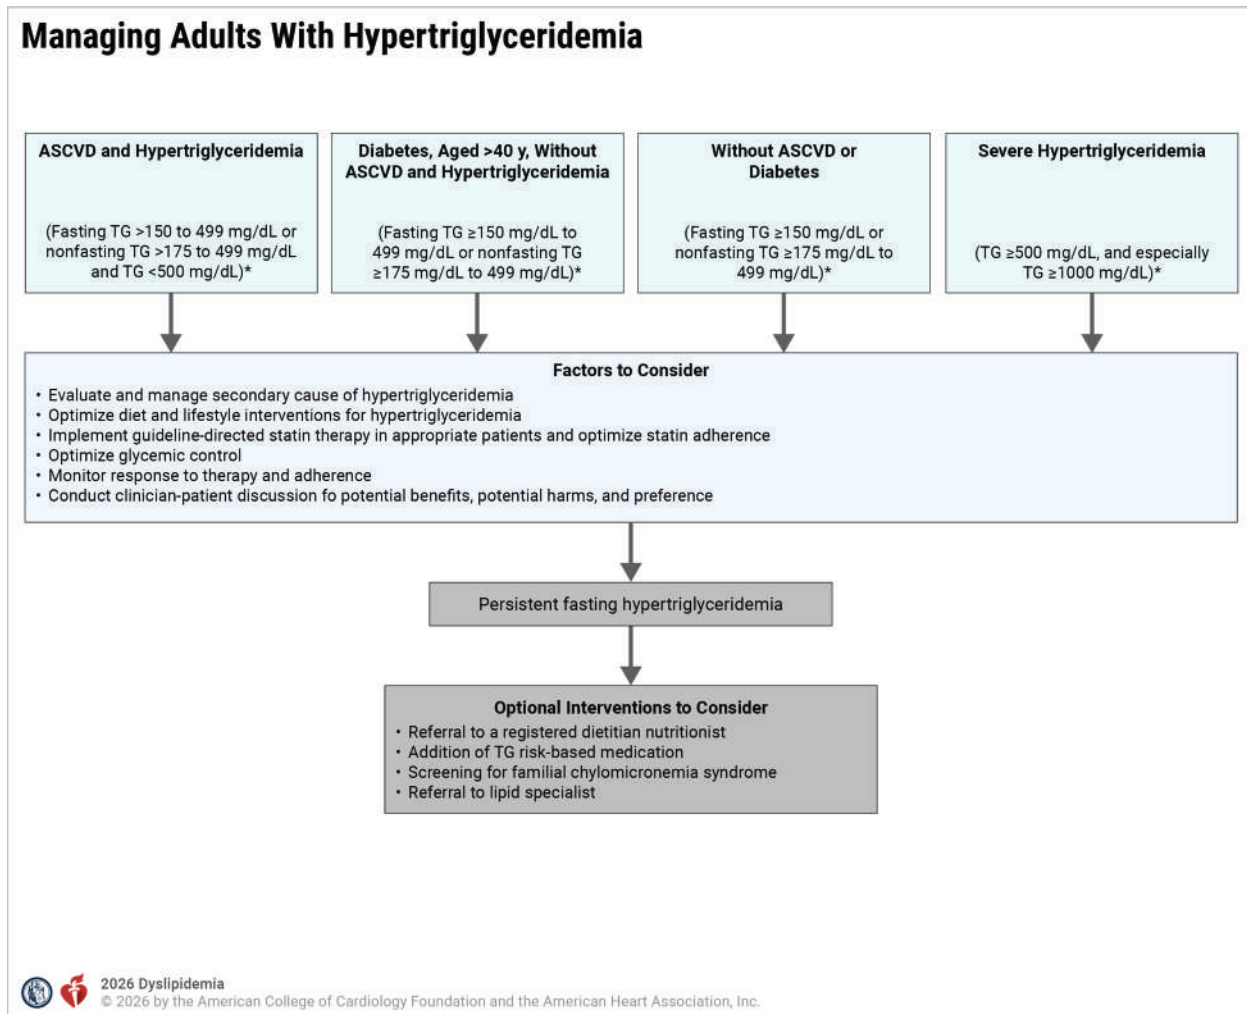 Managing Adults With Hypertriglyceridemia
ASCVD and Hypertriglyceridemia
(Fasting TG >150 to 499 mg/dL or
nonfasting TG >175 to 499 mg/dL
and TG <500 mg/dL)*
Diabetes, Aged >40 y, Without
ASCVD and Hypertriglyceridemia
(Fasting TG ≥150 mg/dL to
499 mg/dL or nonfasting TG
≥175 mg/dL to 499 mg/dL)*
Without ASCVD or
Diabetes
(Fasting TG ≥150 mg/dL or
nonfasting TG ≥175 mg/dL to
499 mg/dL)*
Severe Hypertriglyceridemia
(TG ≥500 mg/dL, and especially
TG ≥1000 mg/dL)*
Factors to Consider
• Evaluate and manage secondary cause of hypertriglyceridemia
• Optimize diet and lifestyle interventions for hypertriglyceridemia
• Implement guideline-directed statin therapy in appropriate patients and optimize statin adherence
• Optimize glycemic control
• Monitor response to therapy and adherence
• Conduct clinician-patient discussion fo potential benefits, potential harms, and preference
Persistent fasting hypertriglyceridemia
Optional Interventions to Consider
• Referral to a registered dietitian nutritionist
• Addition of TG risk-based medication
• Screening for familial chylomicronemia syndrome
• Referral to lipid specialist
2026 Dyslipidemia
© 2026 by the American College of Cardiology Foundation and the American Heart Association, Inc.